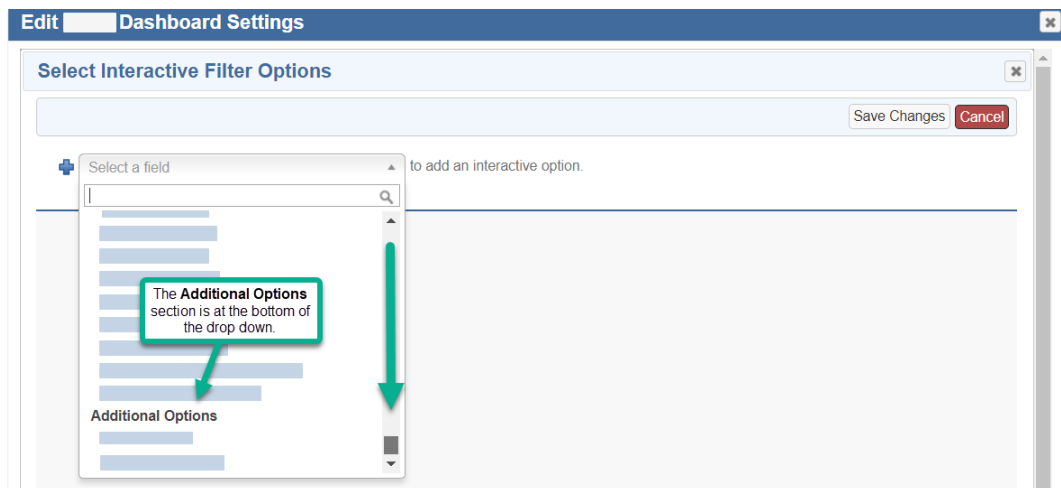 Edit Dashboard Settings
Select Interactive Filter Options
Save Changes Cancel
Select a field to add an interactive option.
The Additional Options
section is at the bottom of
the drop down.
Additional Options